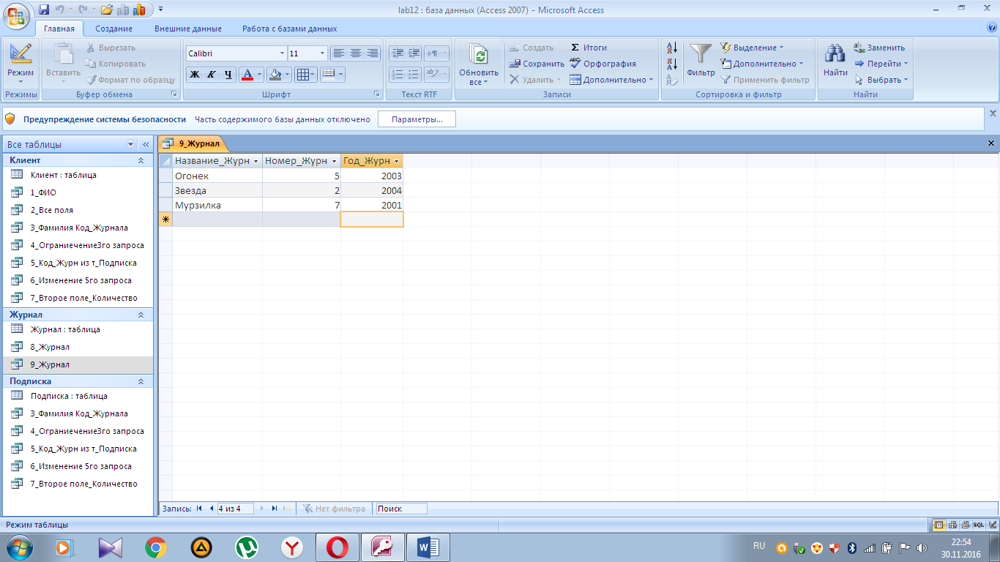 lab12 : база данных (Access 2007) - Microsoft Access
Главная Создание Внешние данные Работа с базами данных
Режим
Режимы
Вставить
Вырезать
Копировать
Формат по образцу
Буфер обмена
Calibri 11
Ж К Ч А
Шрифт
Текст RTF
Обновить
все
Создать
Сохранить
Удалить
Итоги
Орфография
Дополнительно
Записи
Фильтр
Выделение
Дополнительно
Применить фильтр
Сортировка и фильтр
Найти
Заменить
Перейти
Выбрать
Найти
Предупреждение системы безопасности Часть содержимого базы данных отключено Параметры...
Все таблицы
Клиент
Клиент : таблица
1_ФИО
2_Все поля
3_Фамилия Код_Журнала
4_Ограниечение3го запроса
5_Код_Журн из т_Подписка
6_Изменение 5го запроса
7_Второе поле_Количество
Журнал
Журнал : таблица
8_Журнал
9_Журнал
Подписка
Подписка : таблица
3_Фамилия Код_Журнала
4_Ограниечение3го запроса
5_Код_Журн из т_Подписка
6_Изменение 5го запроса
7_Второе поле_Количество
9_Журнал
Название_Журн Номер_Журн Год_Журн
Огонек 5 2003
Звезда 2 2004
Мурзилка 7 2001
Запись: 4 из 4 Нет фильтра Поиск
Режим таблицы
SQL
RU
22:54
30.11.2016